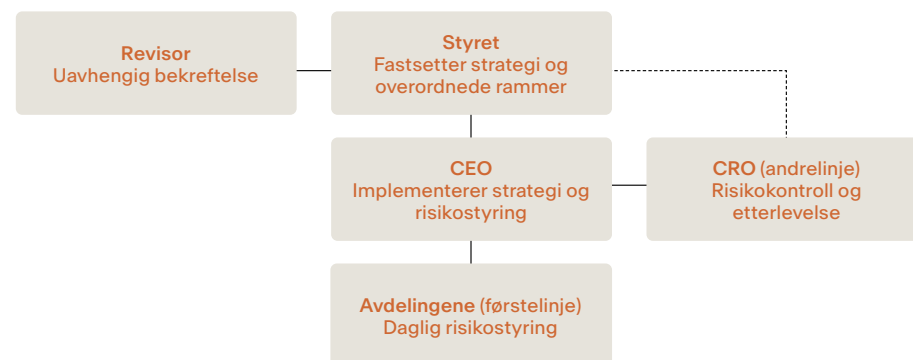 Revisor
Uavhengig bekreftelse
Styret
Fastsetter strategi og
overordnede rammer
CEO
Implementerer strategi og
risikostyring
CRO (andrelinje)
Risikokontroll og
etterlevelse
Avdelingene (førstelinje)
Daglig risikostyring